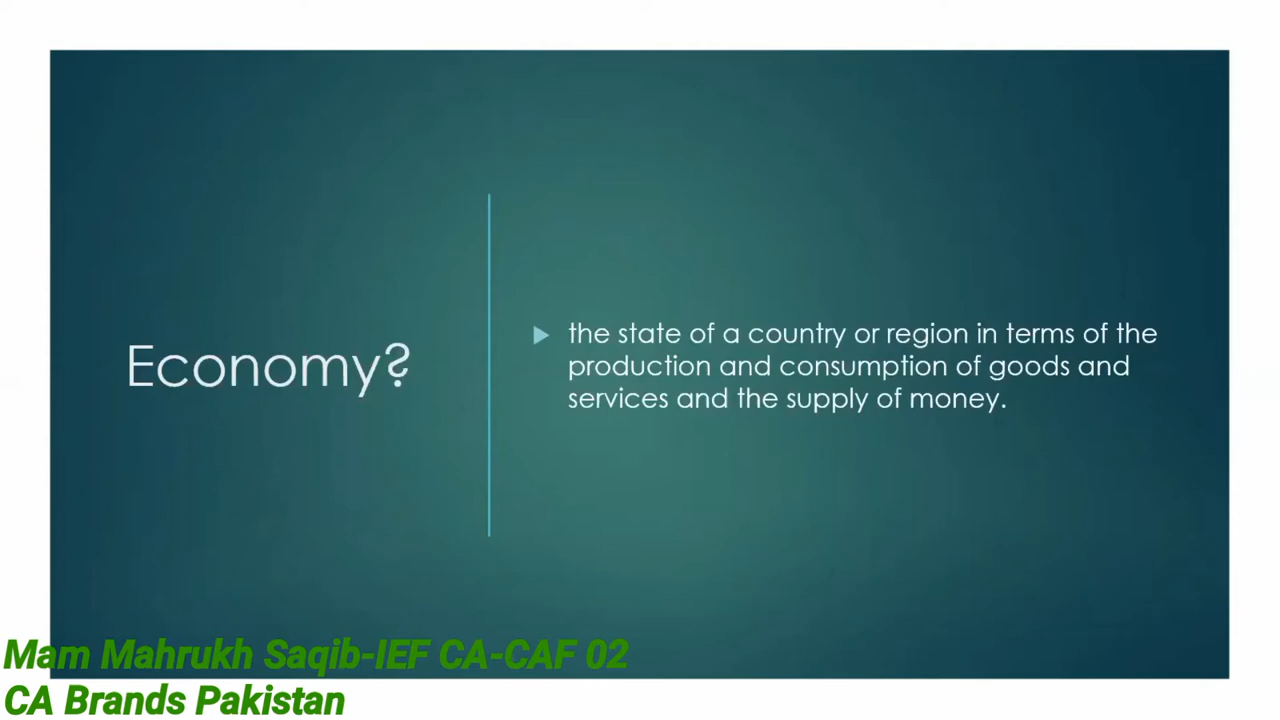 Economy?
the state of a country or region in terms of the
production and consumption of goods and
services and the supply of money.
Mam Mahrukh Saqib-IEF CA-CAF 02
CA Brands Pakistan